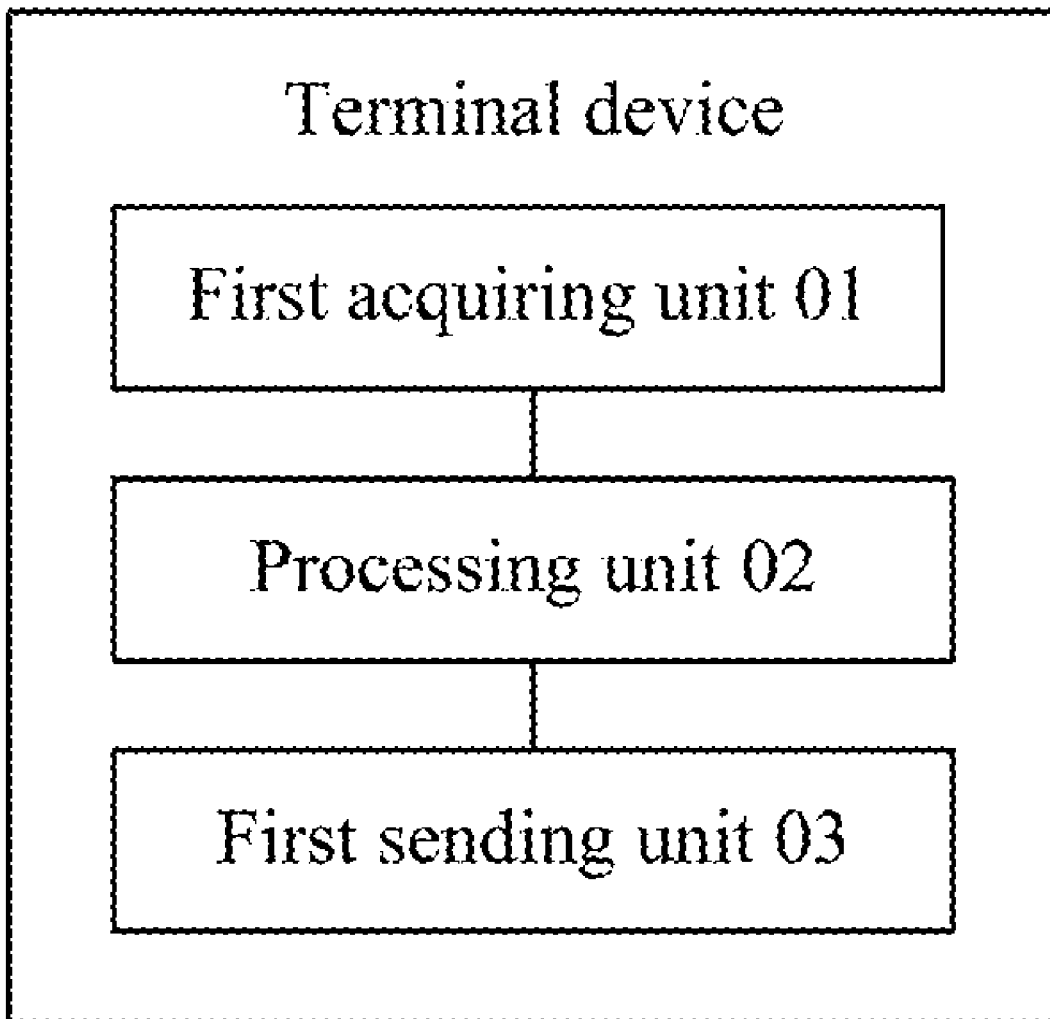 Terminal device
First acquiring unit 01
Processing unit 02
First sending unit 03